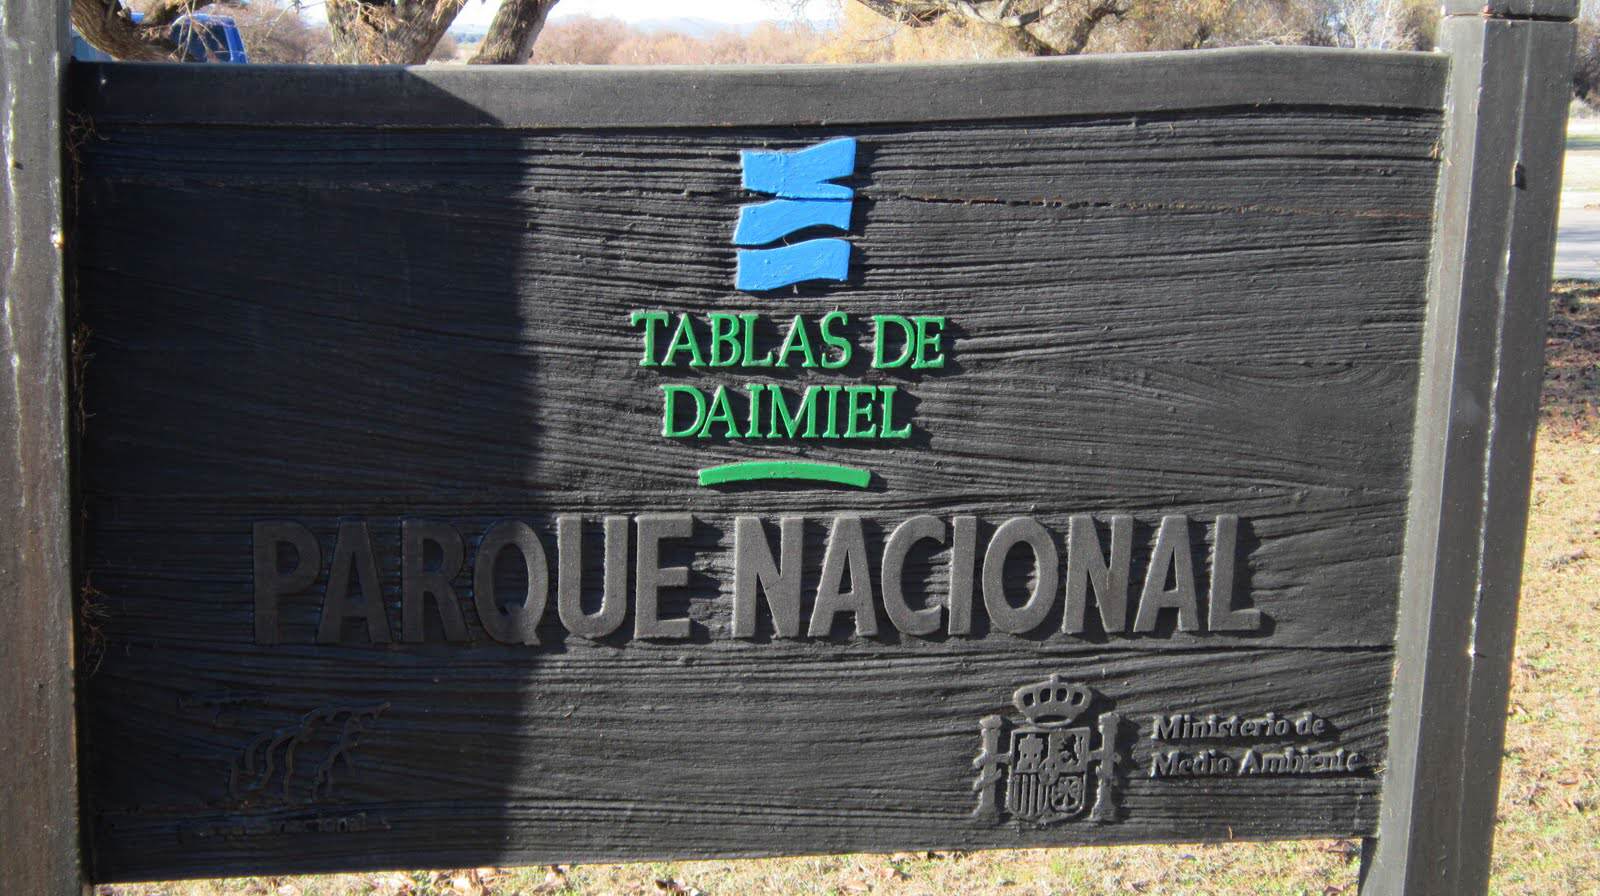 TABLAS DE
DAIMIEL
PARQUE NACIONAL
Ministerio de
Medio Ambiente